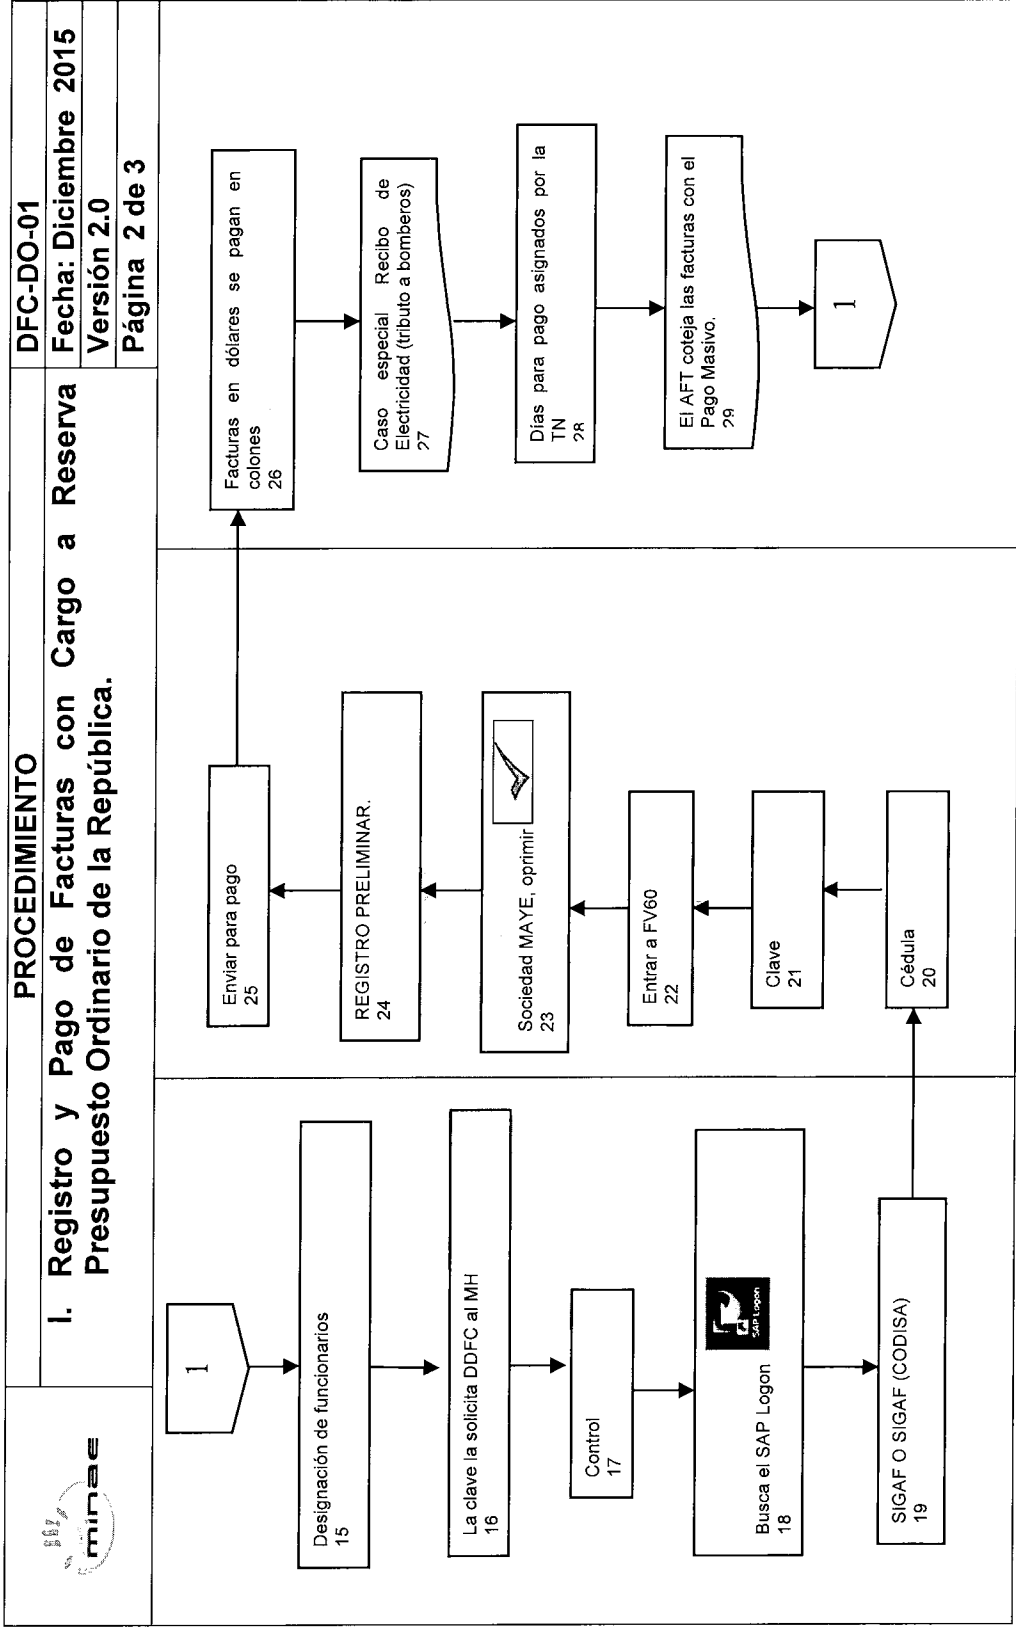 minae
PROCEDIMIENTO
I. Registro y Pago de Facturas con Cargo a Reserva
Presupuesto Ordinario de la República.
DFC-DO-01
Fecha: Diciembre 2015
Versión 2.0
Página 2 de 3
1
Designación de funcionarios
15
La clave la solicita DDFC al MH
16
Control
17
Busca el SAP Logon
18
SAP Logon
SIGAF O SIGAF (CODISA)
19
Cédula
20
Clave
21
Entrar a FV60
22
Sociedad MAYE, oprimir
23
REGISTRO PRELIMINAR.
24
Enviar para pago
25
Facturas en dólares se pagan en
colones
26
Caso especial Recibo de
Electricidad (tributo a bomberos)
27
Días para pago asignados por la
TN
28
El AFT coteja las facturas con el
Pago Masivo.
29
1